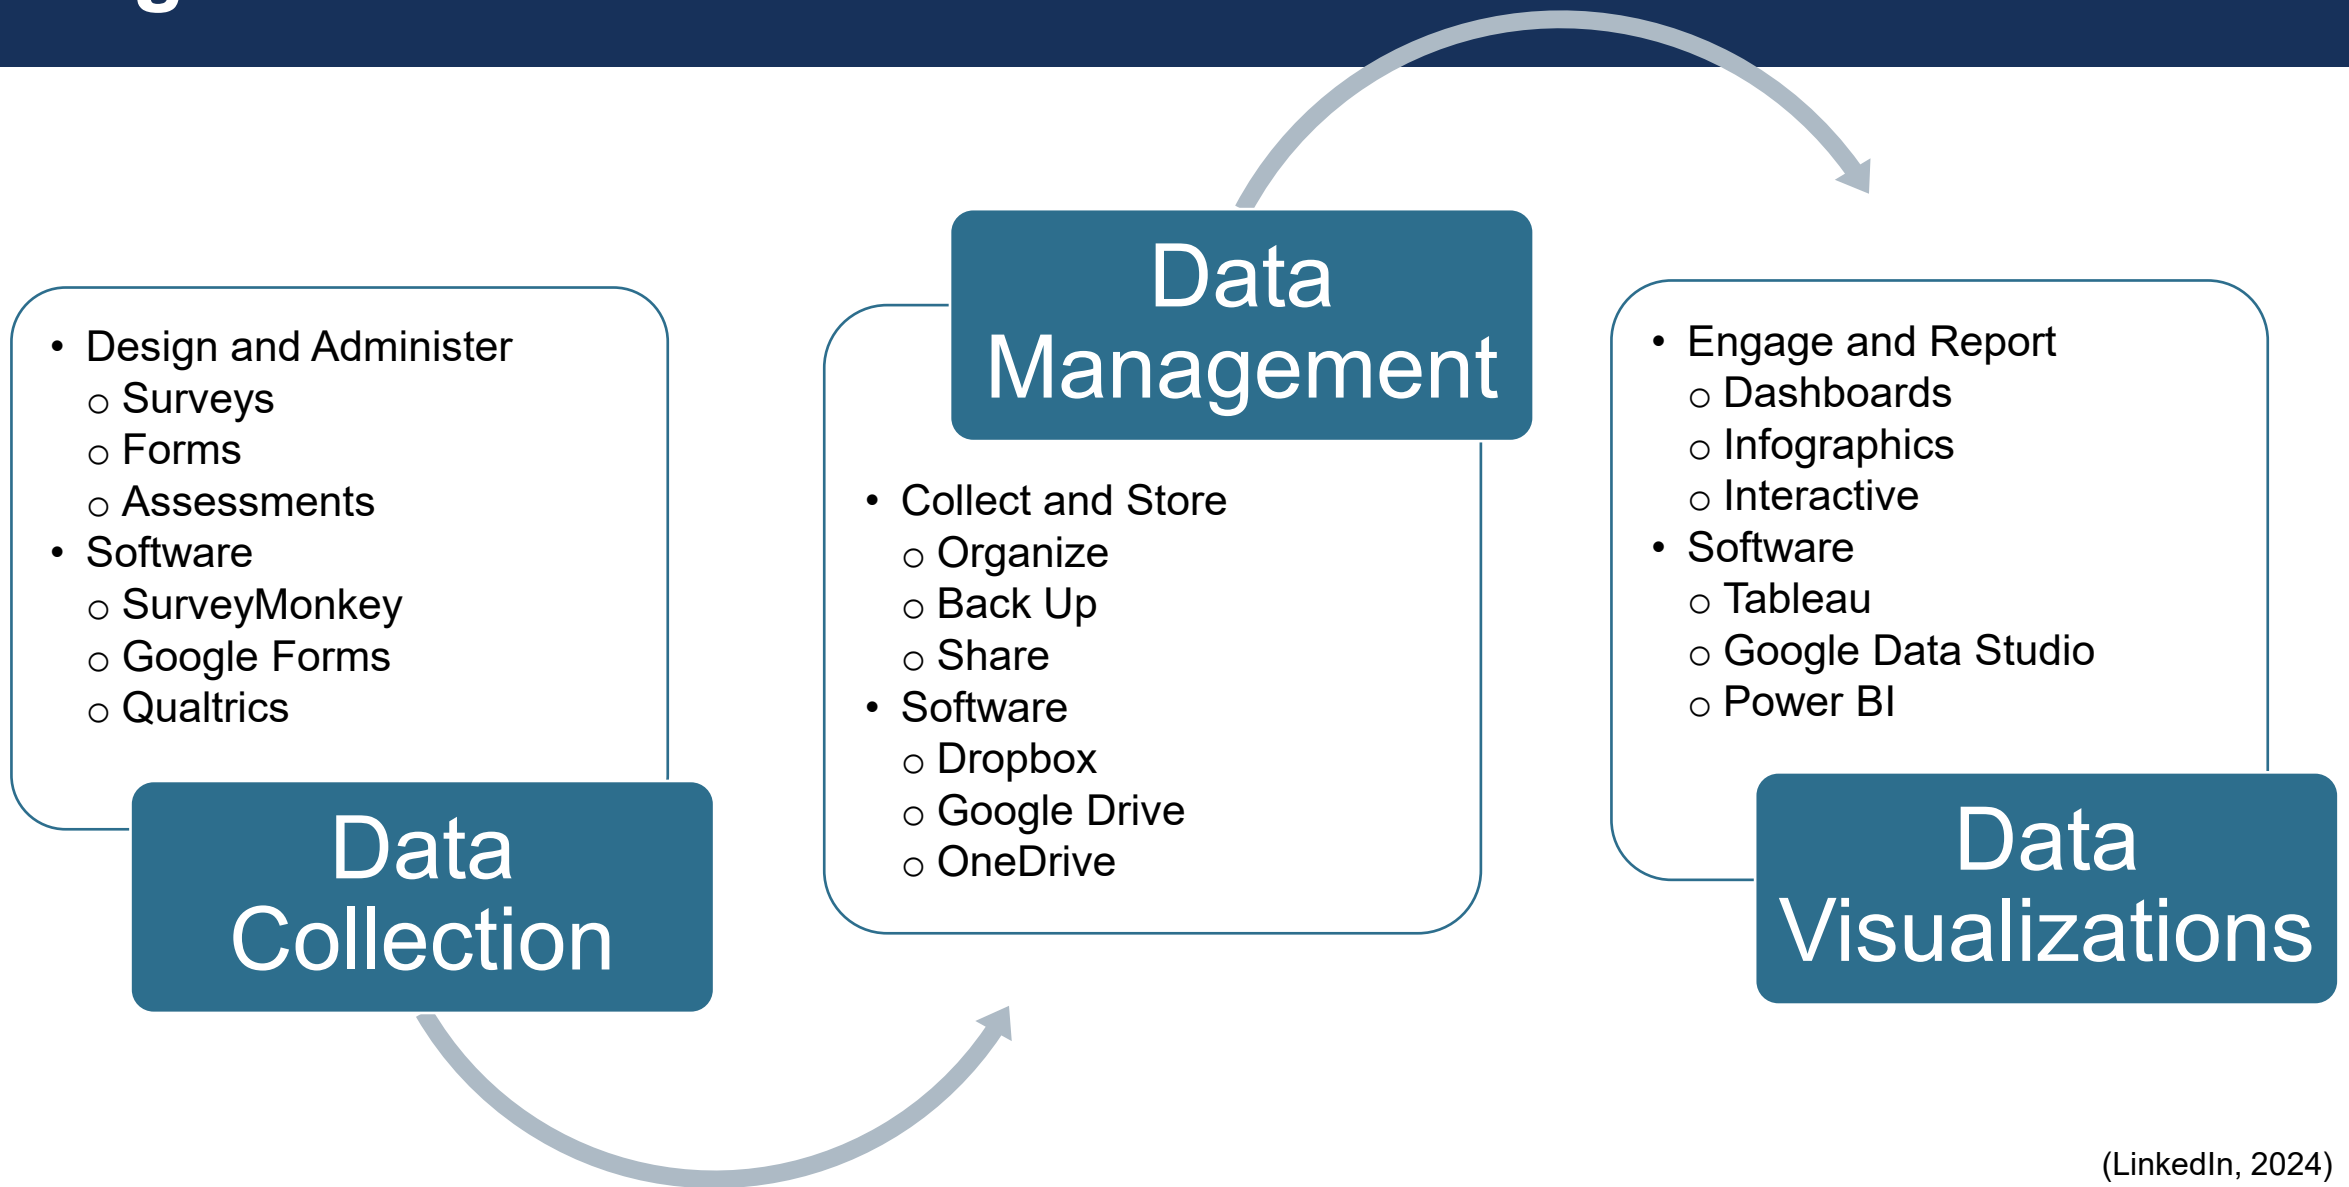 • Design and Administer
o Surveys
o Forms
o Assessments
• Software
o SurveyMonkey
o Google Forms
o Qualtrics
Data
Collection
Data
Management
• Collect and Store
o Organize
o Back Up
o Share
• Software
o Dropbox
o Google Drive
o OneDrive
• Engage and Report
o Dashboards
o Infographics
o Interactive
• Software
o Tableau
o Google Data Studio
o Power BI
Data
Visualizations
(LinkedIn, 2024)